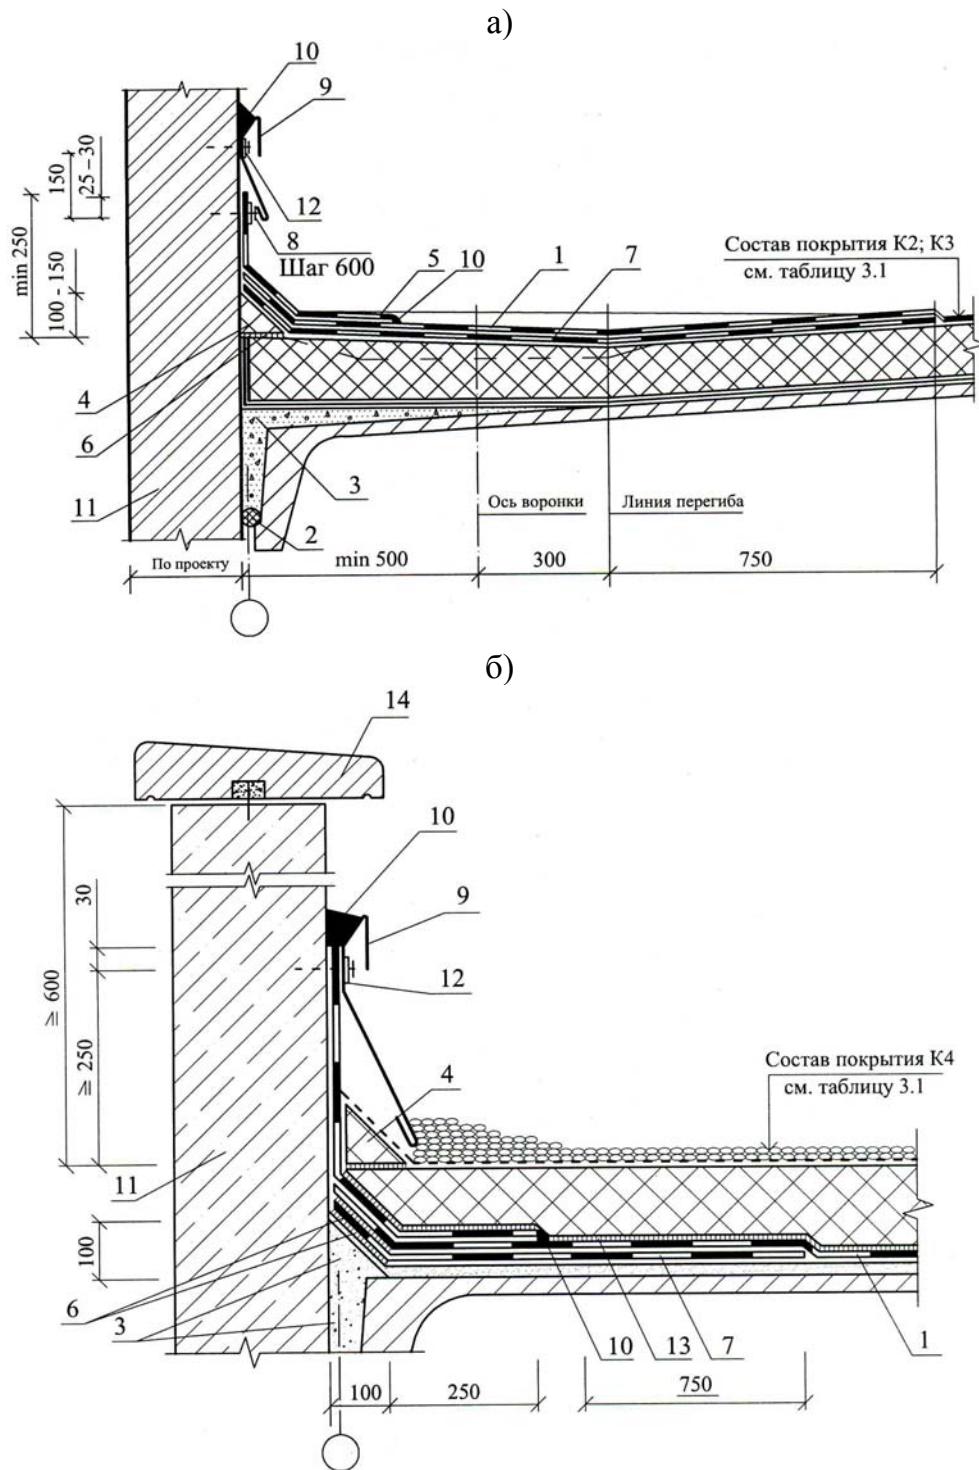 а)
10
9
150
25 – 30
12
8
Шаг 600
min 250
100 - 150
5
10
1
7
Состав покрытия К2; К3
см. таблицу 3.1
4
6
11
3
2
Ось воронки
Линия перегиба
По проекту
min 500
300
750
б)
14
10
9
12
30
≥ 600
≥ 250
4
Состав покрытия К4
см. таблицу 3.1
11
100
6
3
10
13
7
1
100
250
750